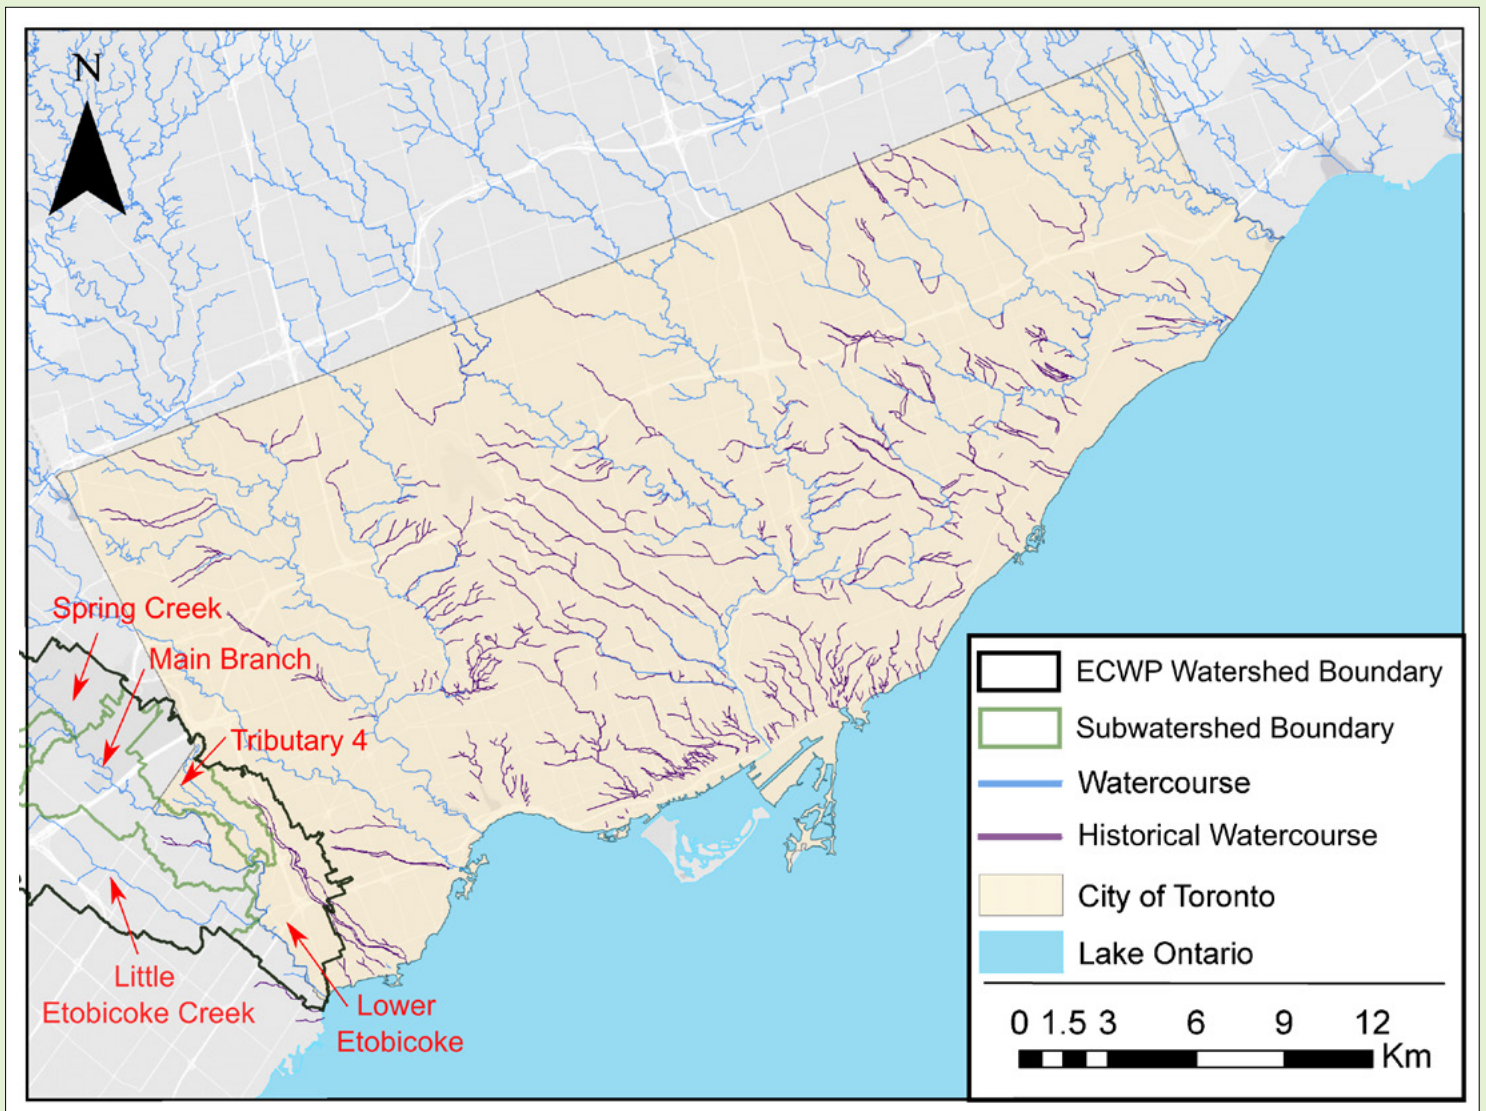 N
Spring Creek
Main Branch
Tributary 4
Little
Etobicoke Creek
Lower
Etobicoke
ECWP Watershed Boundary
Subwatershed Boundary
Watercourse
Historical Watercourse
City of Toronto
Lake Ontario
0 1.5 3 6 9 12
Km